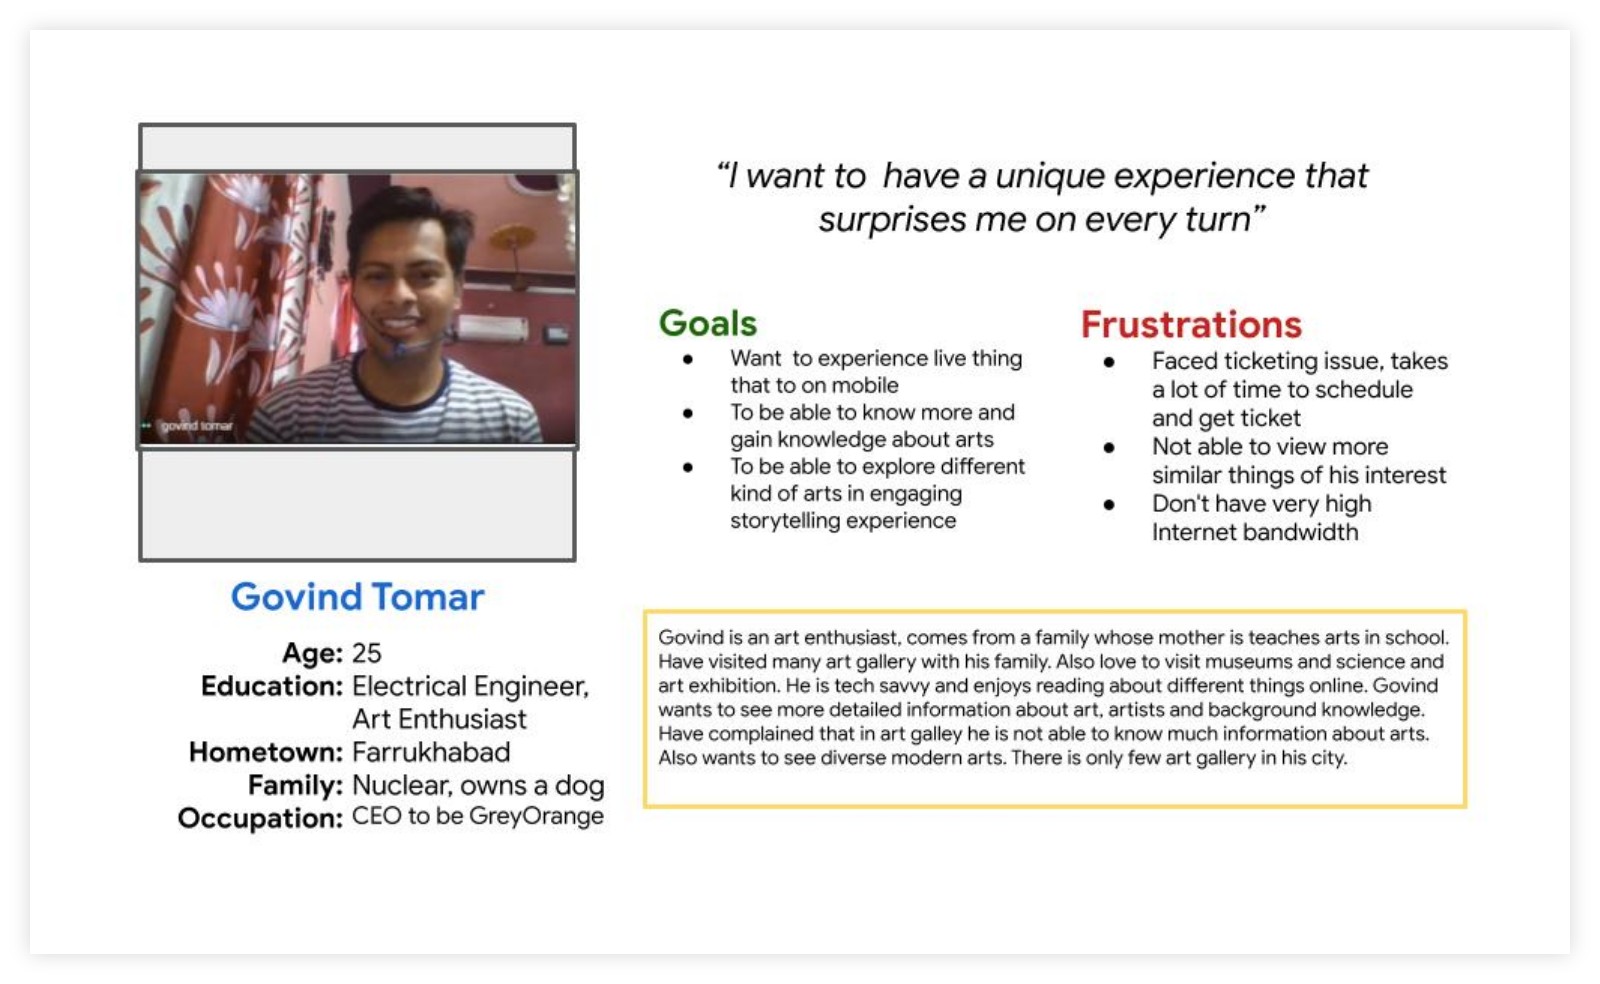 “I want to  have a unique experience that
surprises me on every turn”
govind tomar
Goals
● Want  to experience live thing
that to on mobile
● To be able to know more and
gain knowledge about arts
● To be able to explore different
kind of arts in engaging
storytelling experience
Frustrations
● Faced ticketing issue, takes
a lot of time to schedule
and get ticket
● Not able to view more
similar things of his interest
● Don't have very high
Internet bandwidth
Govind Tomar
Age: 25
Education: Electrical Engineer,
Art Enthusiast
Hometown: Farrukhabad
Family: Nuclear, owns a dog
Occupation: CEO to be GreyOrange
Govind is an art enthusiast, comes from a family whose mother is teaches arts in school.
Have visited many art gallery with his family. Also love to visit museums and science and
art exhibition. He is tech savvy and enjoys reading about different things online. Govind
wants to see more detailed information about art, artists and background knowledge.
Have complained that in art galley he is not able to know much information about arts.
Also wants to see diverse modern arts. There is only few art gallery in his city.